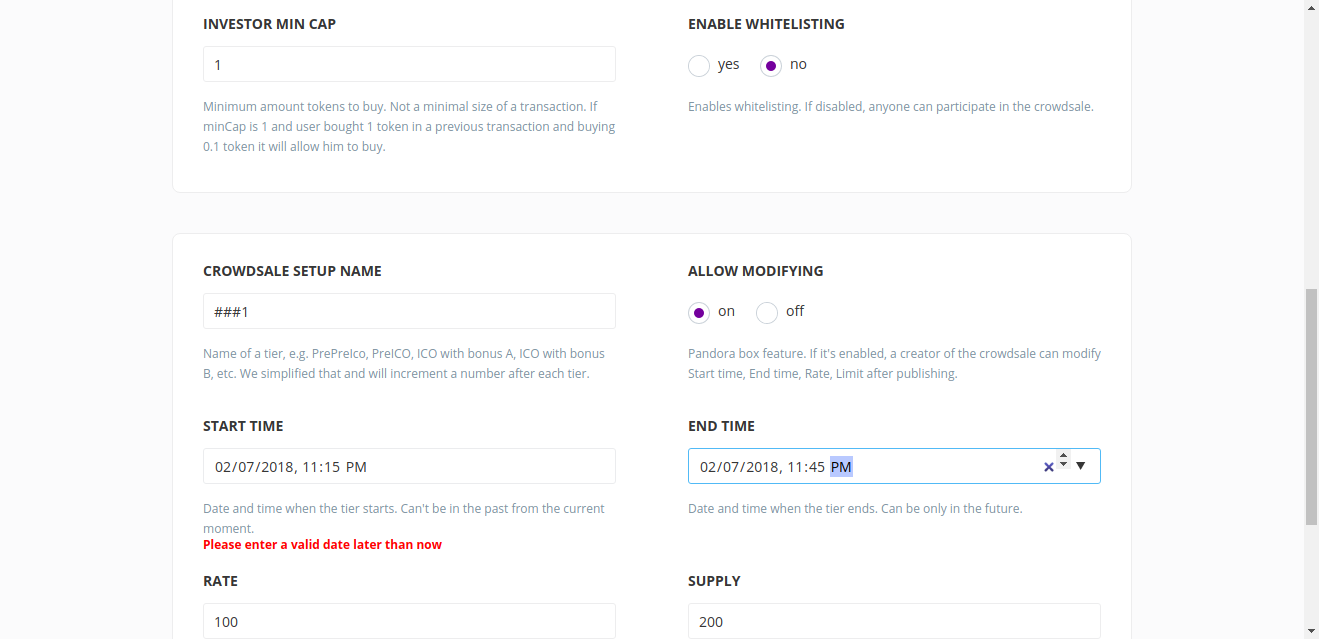 INVESTOR MIN CAP
ENABLE WHITELISTING
1
yes
no
Minimum amount tokens to buy. Not a minimal size of a transaction. If
minCap is 1 and user bought 1 token in a previous transaction and buying
0.1 token it will allow him to buy.
Enables whitelisting. If disabled, anyone can participate in the crowdsale.
CROWDSALE SETUP NAME
ALLOW MODIFYING
###1
on
off
Name of a tier, e.g. PrePreIco, PreICO, ICO with bonus A, ICO with bonus
B, etc. We simplified that and will increment a number after each tier.
Pandora box feature. If it's enabled, a creator of the crowdsale can modify
Start time, End time, Rate, Limit after publishing.
START TIME
END TIME
02/07/2018, 11:15 PM
02/07/2018, 11:45 PM
Date and time when the tier starts. Can't be in the past from the current
moment.
Please enter a valid date later than now
Date and time when the tier ends. Can be only in the future.
RATE
SUPPLY
100
200